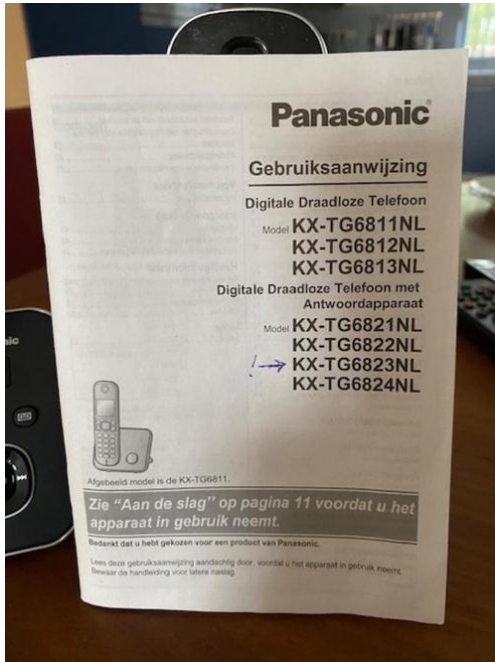 Panasonic
Gebruiksaanwijzing
Digitale Draadloze Telefoon
Model KX-TG6811NL
KX-TG6812NL
KX-TG6813NL
Digitale Draadloze Telefoon met
Antwoordapparaat
Model KX-TG6821NL
KX-TG6822NL
! → KX-TG6823NL
KX-TG6824NL
nic
Afgebeeld model is de KX-TG6811.
Zie "Aan de slag" op pagina 11 voordat u het
apparaat in gebruik neemt.
Bedankt dat u hebt gekozen voor een product van Panasonic.
Lees deze gebruiksaanwijzing aandachtig door, voordat u het apparaat in gebruik neemt.
Bewaar de handleiding voor latere naslag.